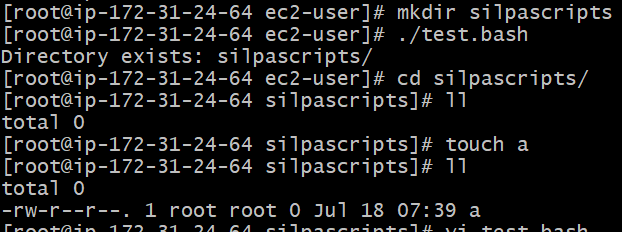 [root@ip-172-31-24-64 ec2-user]# mkdir silpascripts
[root@ip-172-31-24-64 ec2-user]# ./test.bash
Directory exists: silpascripts/
[root@ip-172-31-24-64 ec2-user]# cd silpascripts/
[root@ip-172-31-24-64 silpascripts]# ll
total 0
[root@ip-172-31-24-64 silpascripts]# touch a
[root@ip-172-31-24-64 silpascripts]# ll
total 0
-rw-r--r--. 1 root root 0 Jul 18 07:39 a
[root@ip-172-31-24-64 silpascripts]# vi test.bash